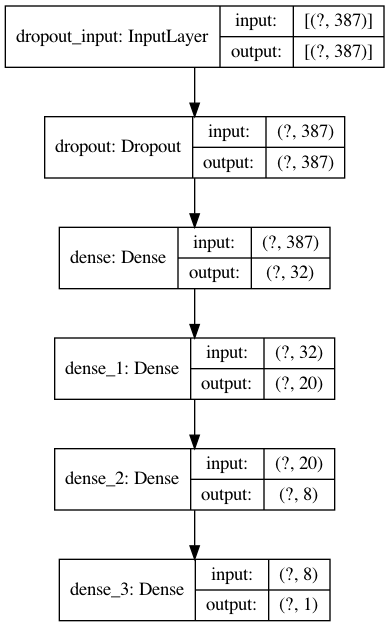 dropout_input: InputLayer
input: [(?, 387)]
output: [(?, 387)]
dropout: Dropout
input: (?, 387)
output: (?, 387)
dense: Dense
input: (?, 387)
output: (?, 32)
dense_1: Dense
input: (?, 32)
output: (?, 20)
dense_2: Dense
input: (?, 20)
output: (?, 8)
dense_3: Dense
input: (?, 8)
output: (?, 1)